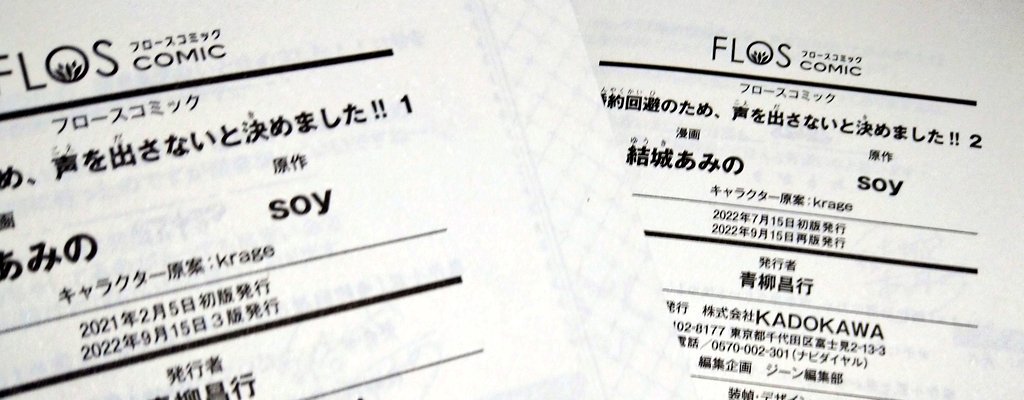 FLOS
フロースコミック
COMIC
フロースコミック
め、声を出さないと決めました!! 1
原作
あみの
soy
キャラクター原案:krage
2021年2月5日初版発行
2022年9月15日3版発行
発行者
青柳昌行
FLOS
フロースコミック
COMIC
フロースコミック
約回避のため、声を出さないと決めました!! 2
漫画
原作
結城あみの
soy
キャラクター原案:krage
2022年7月15日初版発行
2022年9月15日再版発行
発行者
青柳昌行
発行 株式会社KADOKAWA
102-8177 東京都千代田区富士見2-13-3
電話/0570-002-301(ナビダイヤル)
編集企画 ジーン編集部
装幀・デザイン